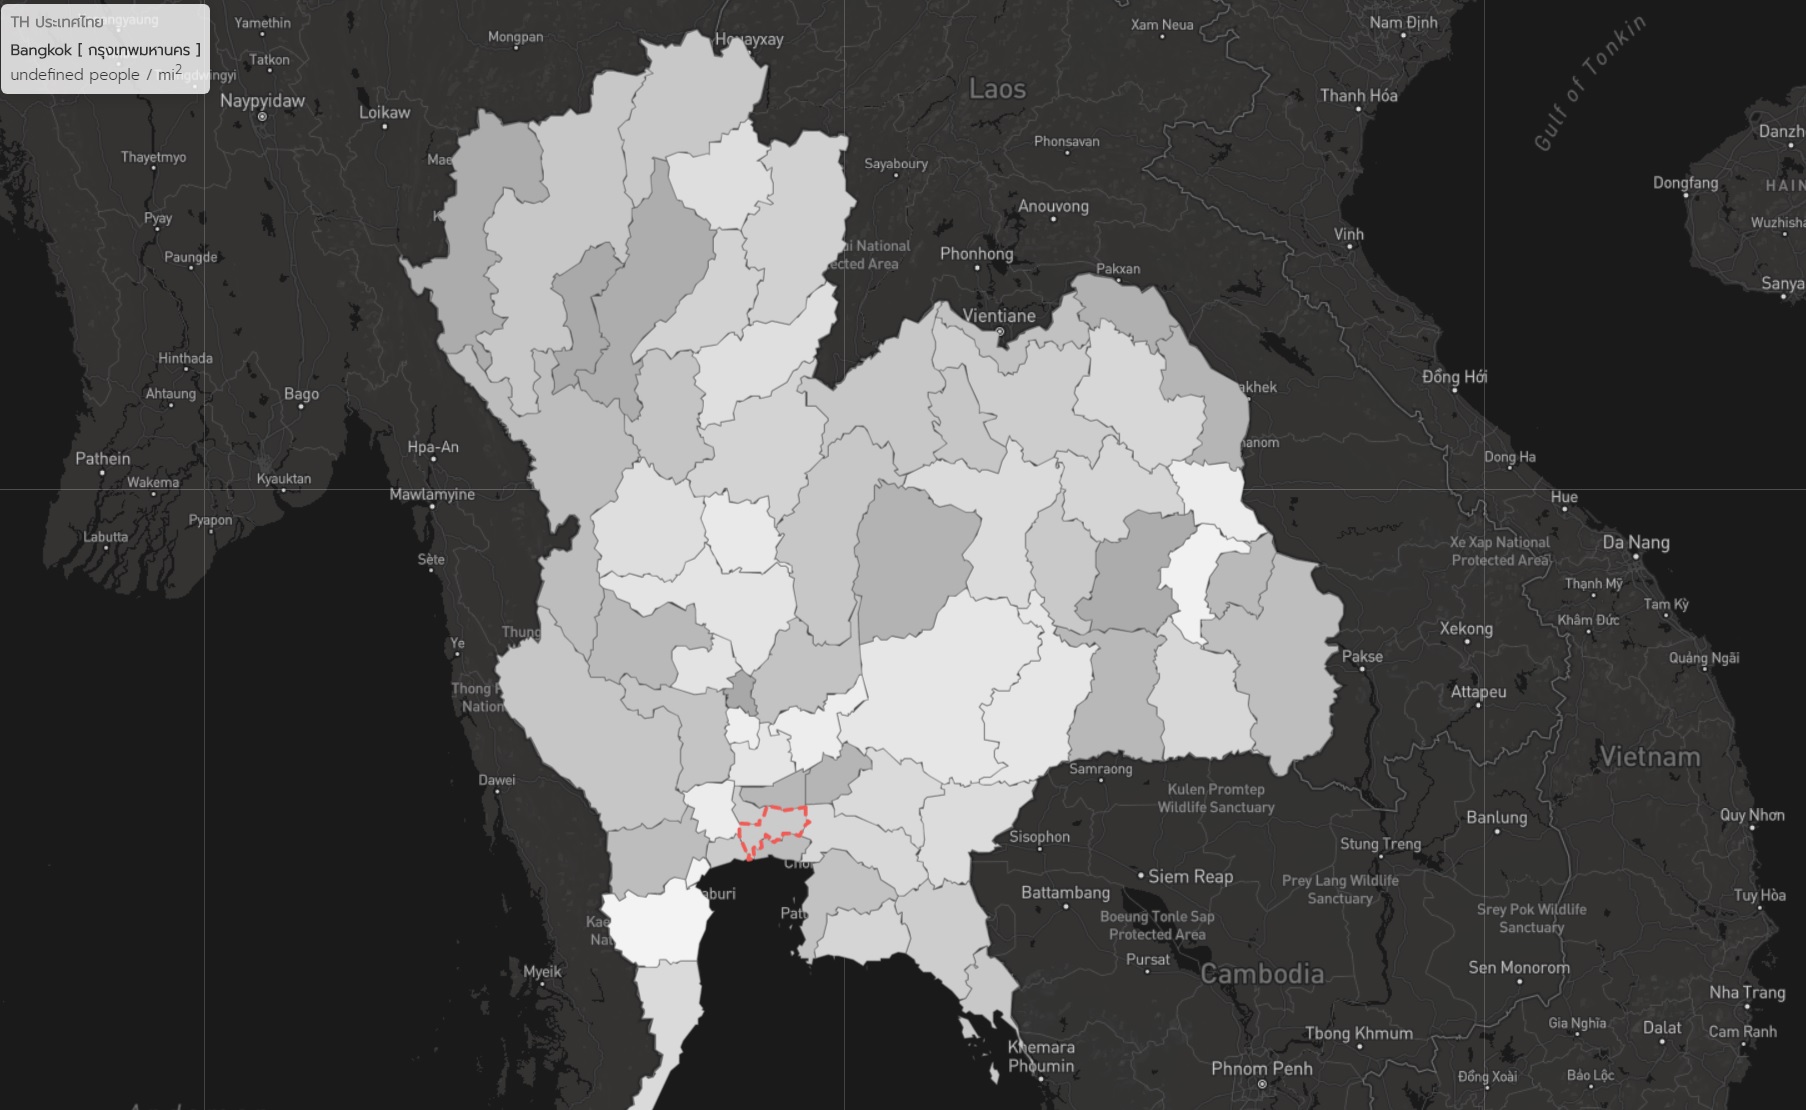 TH ประเทศไทย
Bangkok [ กรุงเทพมหานคร ]
undefined people / mi2
Yamethin
Tatkon
Naypyidaw
Loikaw
Mongpan
Houayxay
Xam Neua
Nam Định
Gulf of Tonkin
Laos
Thanh Hóa
Danzh
Thayetmyo
Mae
Sayaboury
Phonsavan
Dongfang
HAIN
Pyay
K
Anouvong
Wuzhisha
Vinh
Paungde
ui National
ected Area
Phonhong
Pakxan
Sanya
Vientiane
Hinthada
Ahtaung
Bago
akhek
Đồng Hới
Hpa-An
anom
Pathein
Wakema
Kyauktan
Mawlamyine
Dong Ha
Hue
Pyapon
Labutta
Sète
Xe Xap National
Protected Area
Da Nang
Thạnh Mỹ
Tam Kỳ
Ye
Thung
Xekong
Khâm Đức
Pakse
Quảng Ngãi
Thong P
Nation
Attapeu
Vietnam
Dawei
Samraong
Kulen Promtep
Wildlife Sanctuary
Banlung
Quy Nhơn
Sisophon
Stung Treng
Cho
Siem Reap
Battambang
Prey Lang Wildlife
Sanctuary
aburi
Tuy Hòa
Kae
Nat
Patt
Boeung Tonle Sap
Protected Area
Srey Pok Wildlife
Sanctuary
Myeik
Pursat
Cambodia
Sen Monorom
Nha Trang
Khemara
Phoumin
Tbong Khmum
Gia Nghĩa
Dalat
Cam Ranh
Phnom Penh
Đồng Xoài
Bảo Lộc